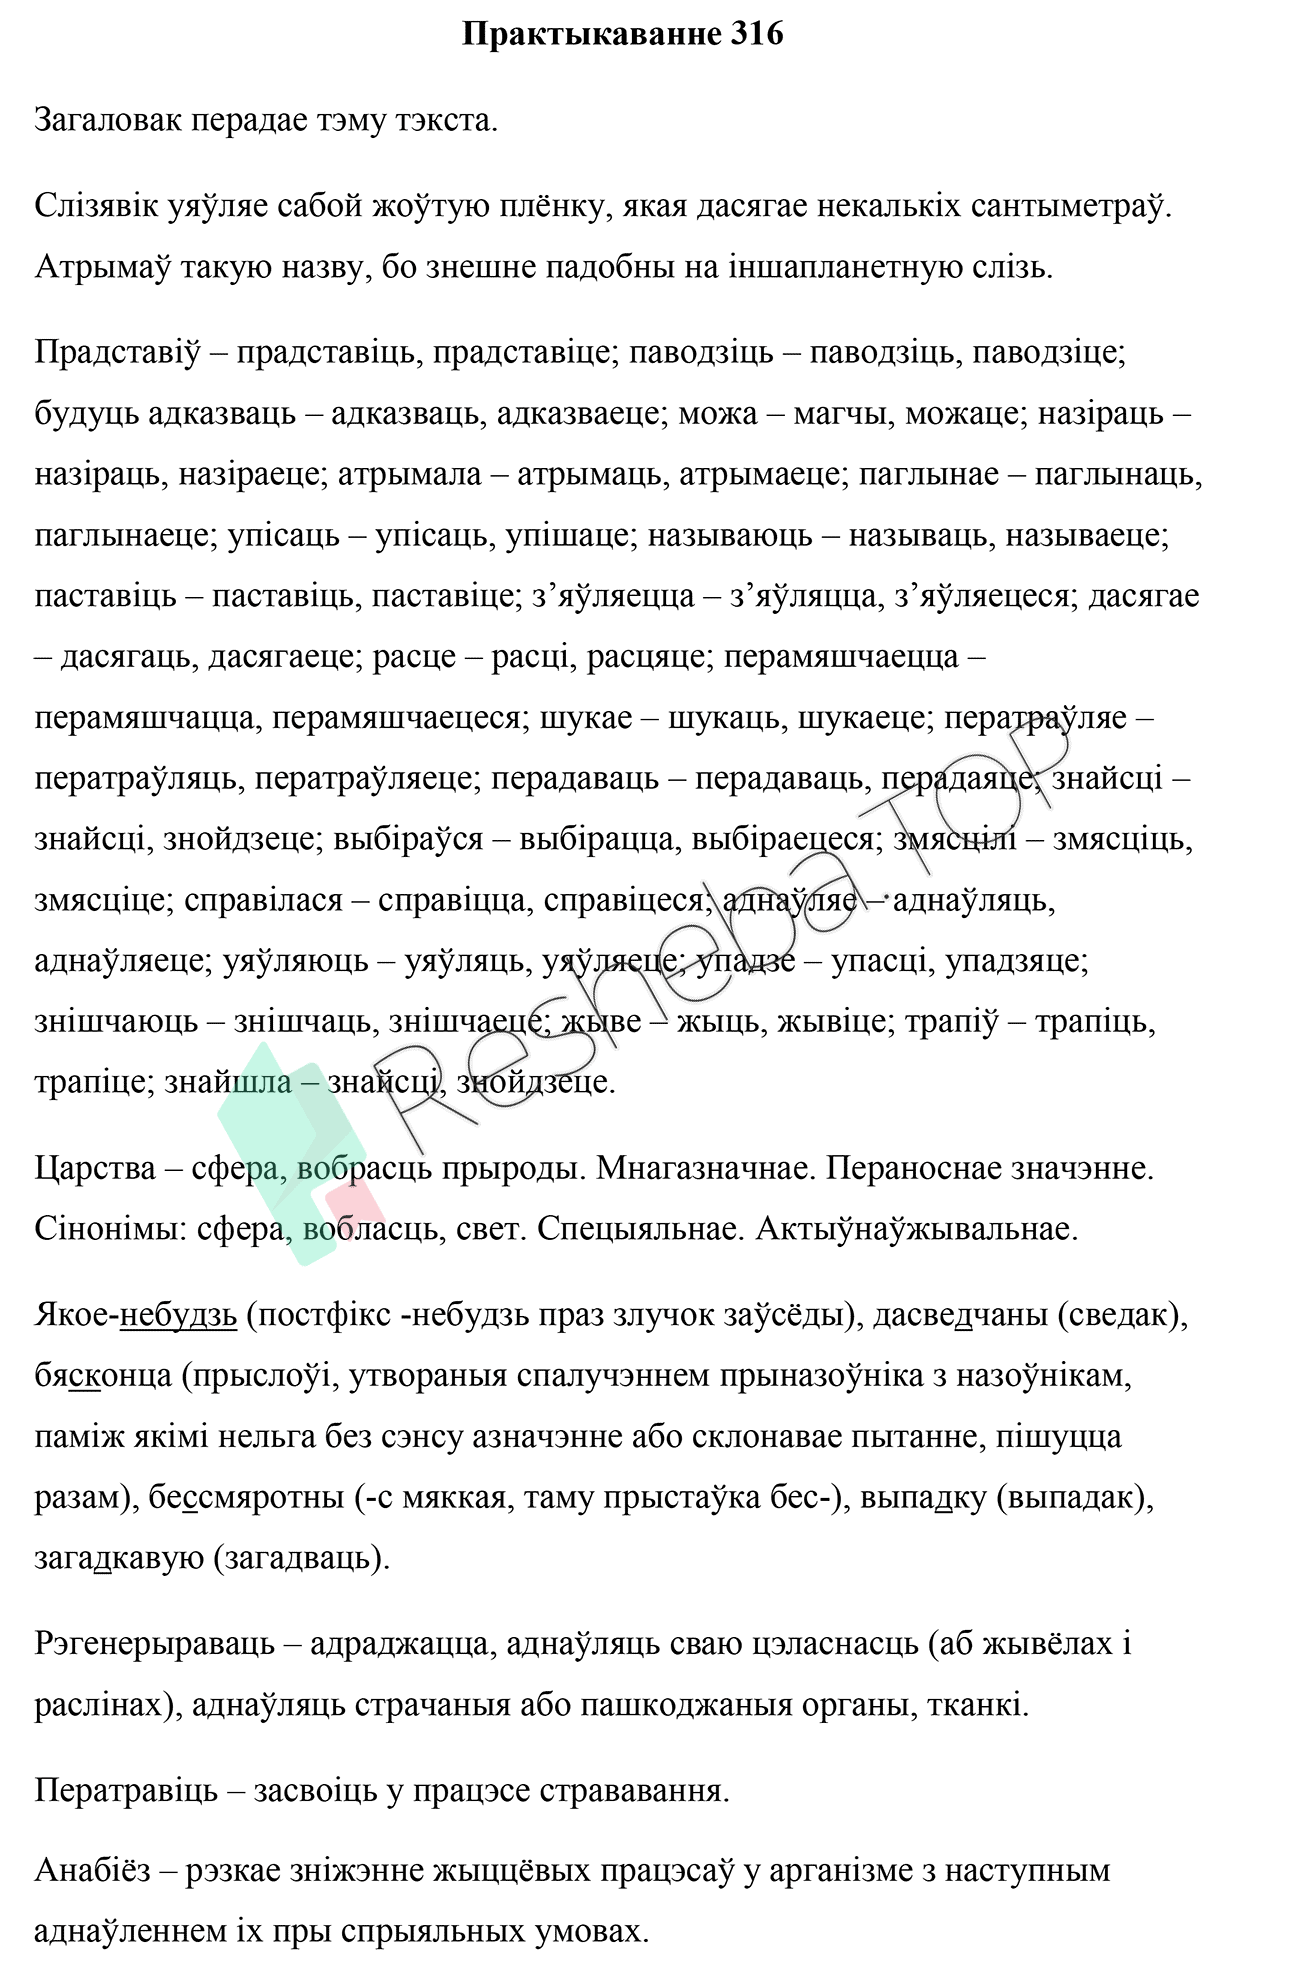 Практыкаванне 316
Загаловак перадае тэму тэкста.
Слізявік уяўляе сабой жоўтую плёнку, якая дасягае некалькіх сантыметраў.
Атрымаў такую назву, бо знешне падобны на іншапланетную слізь.
Прадставіў – прадставіць, прадставіце; паводзіць – паводзіць, паводзіце;
будуць адказваць – адказваць, адказваеце; можа – магчы, можаце; назіраць –
назіраць, назіраеце; атрымала – атрымаць, атрымаеце; паглынае – паглынаць,
паглынаеце; упісаць – упісаць, упішаце; называюць – называць, называеце;
паставіць – паставіць, паставіце; з’яўляецца – з’яўляцца, з’яўляецеся; дасягае
– дасягаць, дасягаеце; расце – расці, расцяце; перамяшчаецца –
перамяшчацца, перамяшчаецеся; шукае – шукаць, шукаеце; ператраўляе –
ператраўляць, ператраўляеце; перадаваць – перадаваць, перадаяце; знайсці –
знайсці, знойдзеце; выбіраўся – выбірацца, выбіраецеся; змясцілі – змясціць,
змясціце; справілася – справіцца, справіцеся; аднаўляе – аднаўляць,
аднаўляеце; уяўляюць – уяўляць, уяўляеце; упадзе – упасці, упадзяце;
знішчаюць – знішчаць, знішчаеце; жыве – жыць, жывіце; трапіў – трапіць,
трапіце; знайшла – знайсці, знойдзеце.
Царства – сфера, вобрасць прыроды. Мнагазначнае. Пераноснае значэнне.
Сінонімы: сфера, вобласць, свет. Спецыяльнае. Актыўнаўжывальнае.
Якое-небудзь (постфікс -небудзь праз злучок заўсёды), дасведчаны (сведак),
бясконца (прыслоўі, утвораныя спалучэннем прыназоўніка з назоўнікам,
паміж якімі нельга без сэнсу азначэнне або склонавае пытанне, пішуцца
разам), бессмяротны (-с мяккая, таму прыстаўка бес-), выпадку (выпадак),
загадкавую (загадваць).
Рэгенерыраваць – адраджацца, аднаўляць сваю цэласнасць (аб жывёлах і
раслінах), аднаўляць страчаныя або пашкоджаныя органы, тканкі.
Ператравіць – засвоіць у працэсе стрававання.
Анабіёз – рэзкае зніжэнне жыццёвых працэсаў у арганізме з наступным
аднаўленнем іх пры спрыяльных умовах.
Resheba.TOP